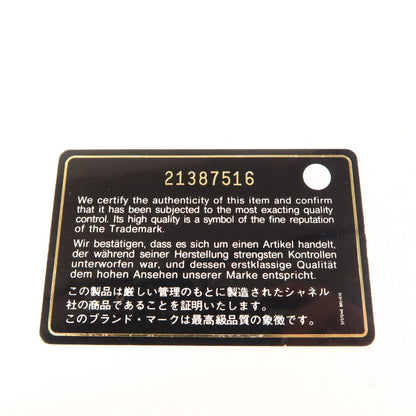 21387516
We certify the authenticity of this item and confirm
that it has been subjected to the most exacting quality
control. Its high quality is a symbol of the fine reputation
of the Trademark.
Wir bestätigen, dass es sich um einen Artikel handelt,
der während seiner Herstellung strengsten Kontrollen
unterworfen war, und dessen erstklassige Qualität
dem hohen Ansehen unserer Marke entspricht.
この製品は厳しい管理のもとに製造されたシャネル
社の商品であることを証明いたします。
このブランド・マークは最高級品質の象徴です。